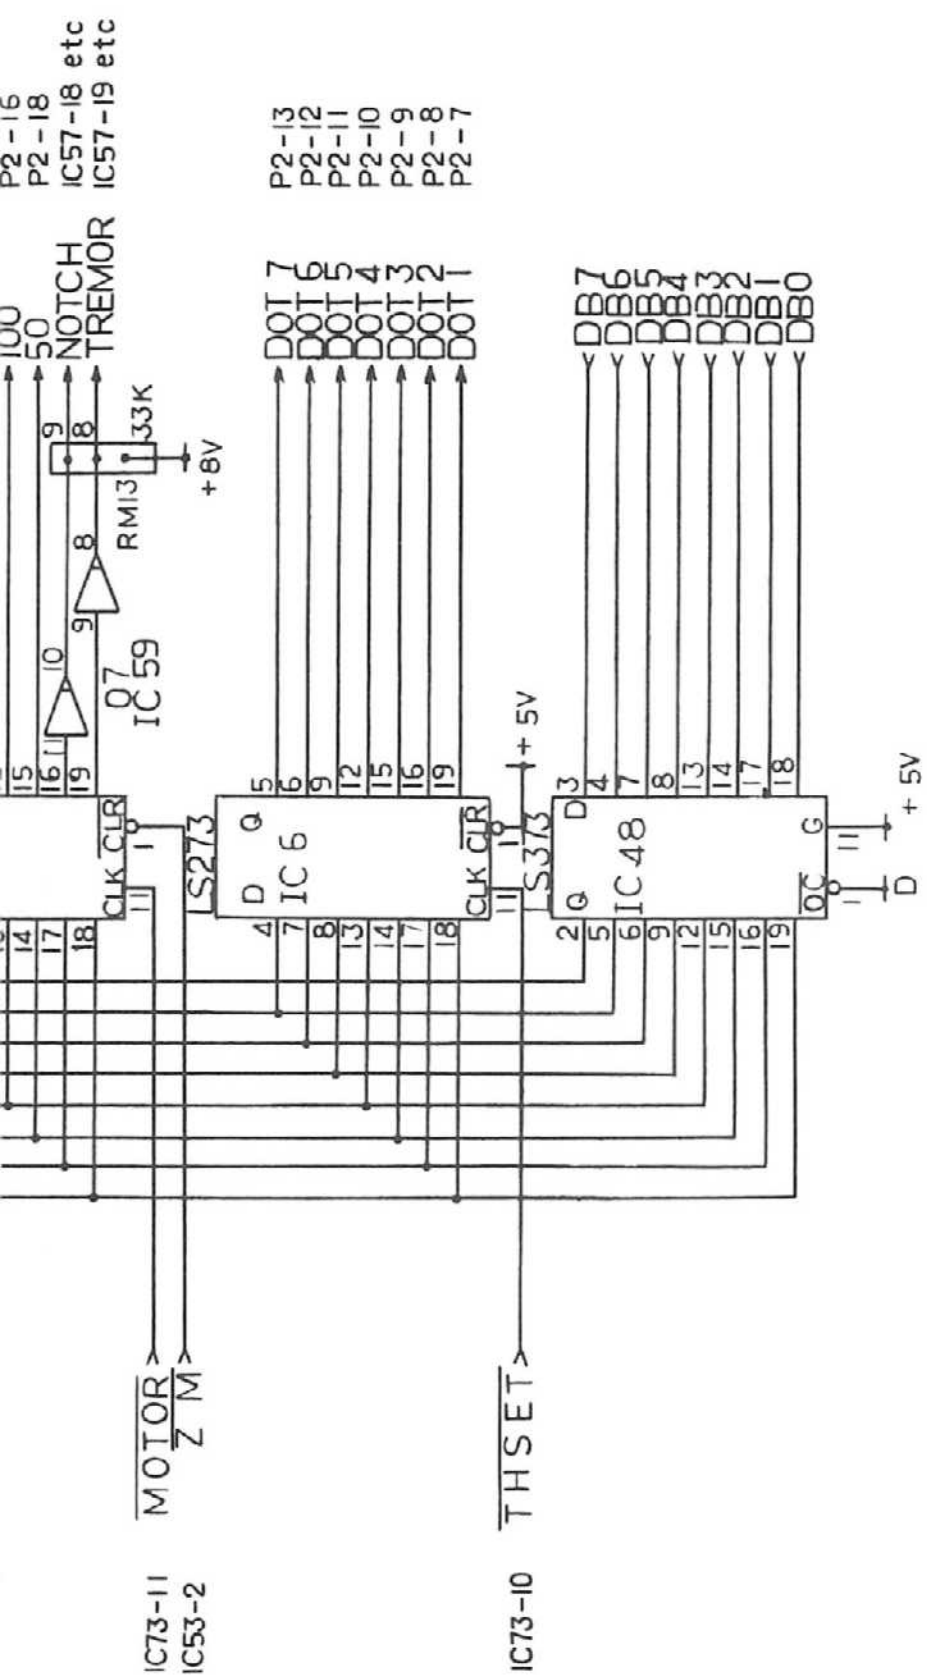 P2-16
P2-18
IC57-18 etc
IC57-19 etc
100
50
NOTCH
TREMOR
9
8
33K
RM13
+8V
10
8
11
9
07
IC59
15
16
19
14
17
18
CLK
CLR
11
1
P2-13
P2-12
P2-11
P2-10
P2-9
P2-8
P2-7
DOT 7
DOT 6
DOT 5
DOT 4
DOT 3
DOT 2
DOT 1
LS273
D
Q
IC6
5
6
9
12
15
16
19
4
7
8
13
14
17
18
CLK
CLR
11
1
+5V
DB7
DB6
DB5
DB4
DB3
DB2
DB1
DB0
LS373
Q
D
IC48
3
4
7
8
13
14
17
18
2
5
6
9
12
15
16
19
OC
G
1
11
D
+5V
IC73-11
MOTOR
IC53-2
Z M
IC73-10
THSET